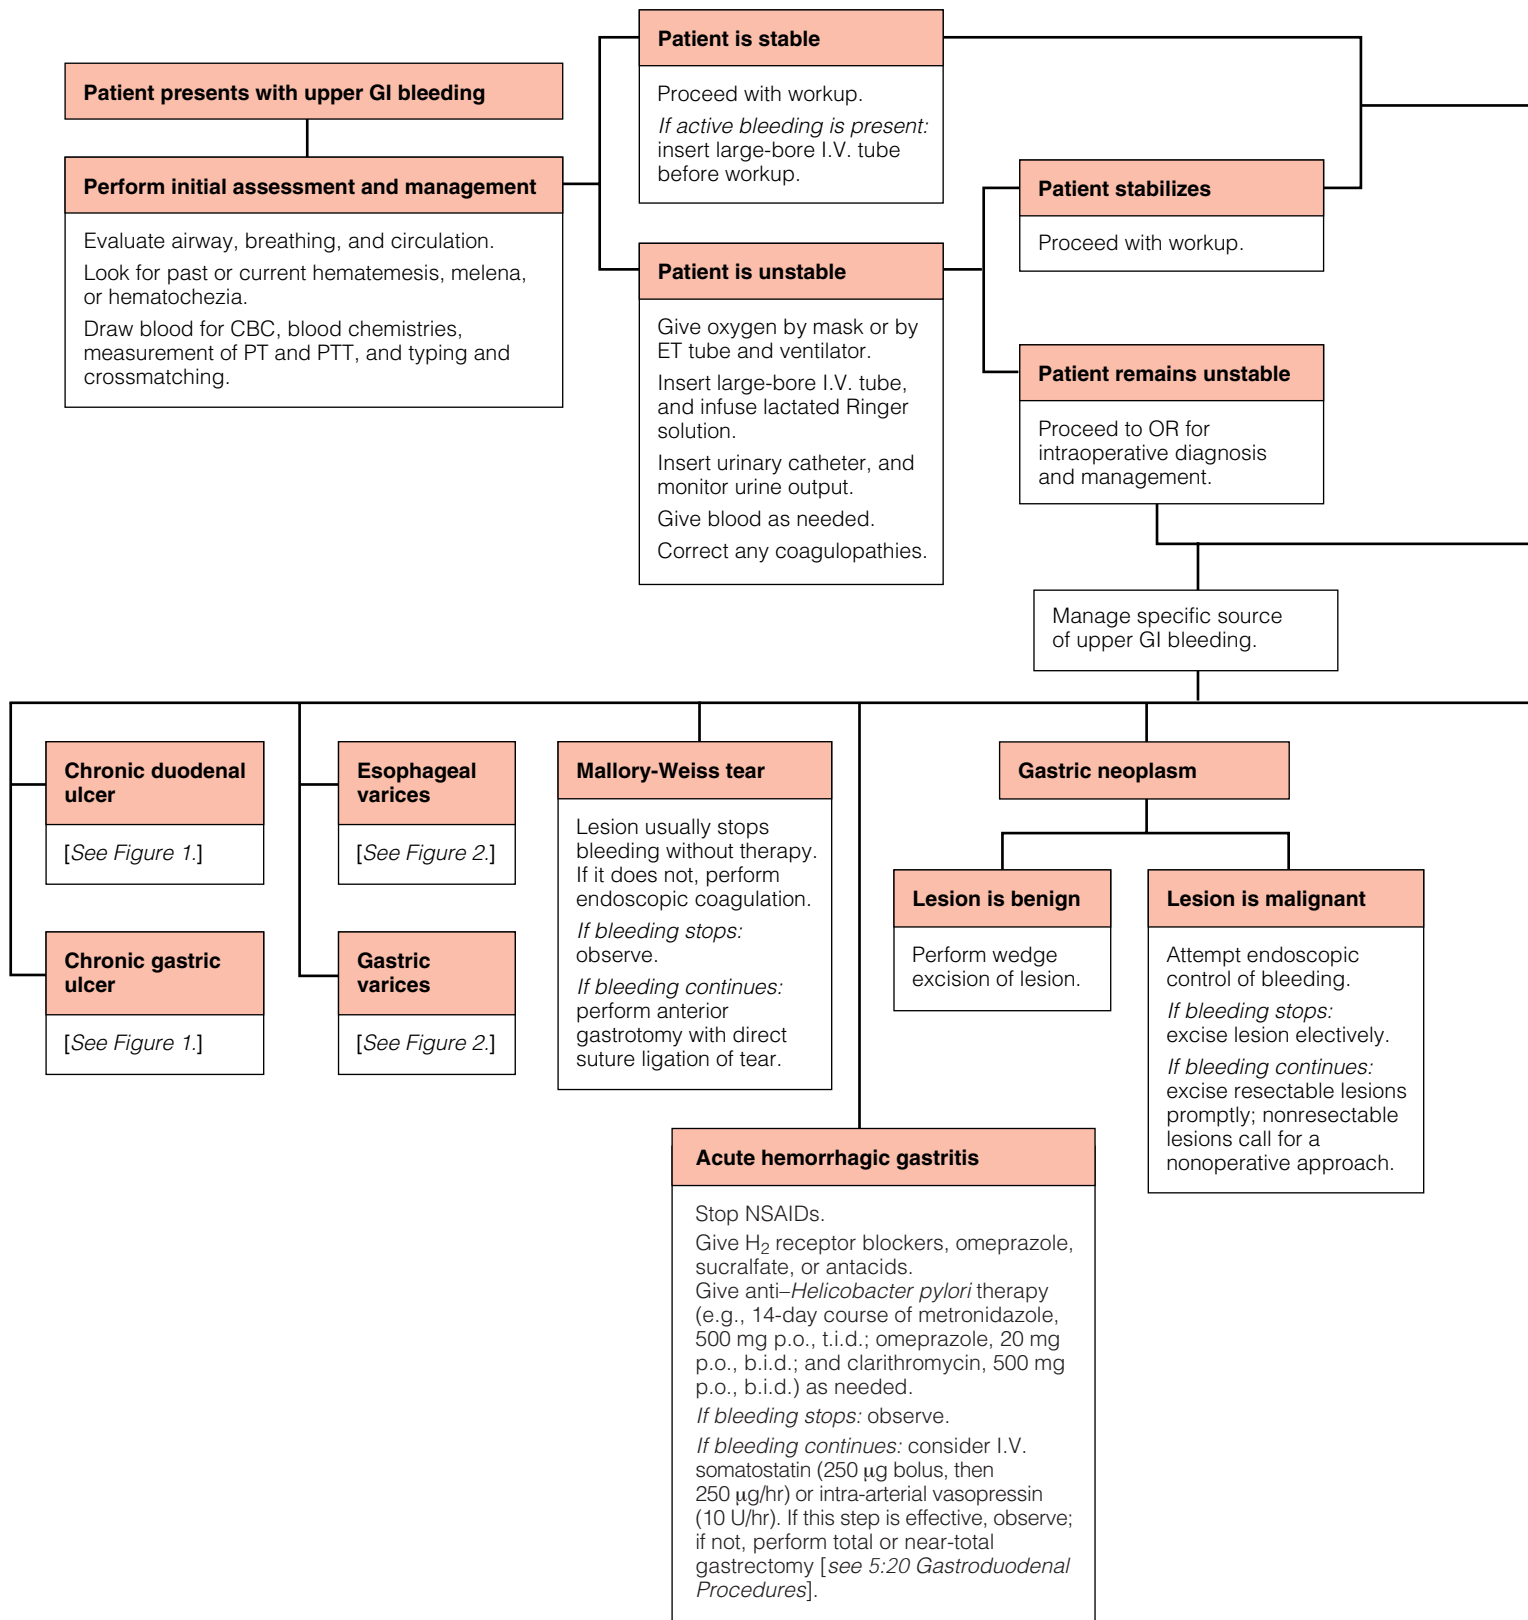 Patient presents with upper GI bleeding
Perform initial assessment and management
Evaluate airway, breathing, and circulation.
Look for past or current hematemesis, melena,
or hematochezia.
Draw blood for CBC, blood chemistries,
measurement of PT and PTT, and typing and
crossmatching.
Patient is stable
Proceed with workup.
If active bleeding is present:
insert large-bore I.V. tube
before workup.
Patient is unstable
Give oxygen by mask or by
ET tube and ventilator.
Insert large-bore I.V. tube,
and infuse lactated Ringer
solution.
Insert urinary catheter, and
monitor urine output.
Give blood as needed.
Correct any coagulopathies.
Patient stabilizes
Proceed with workup.
Patient remains unstable
Proceed to OR for
intraoperative diagnosis
and management.
Manage specific source
of upper GI bleeding.
Chronic duodenal
ulcer
[See Figure 1.]
Chronic gastric
ulcer
[See Figure 1.]
Esophageal
varices
[See Figure 2.]
Gastric
varices
[See Figure 2.]
Mallory-Weiss tear
Lesion usually stops
bleeding without therapy.
If it does not, perform
endoscopic coagulation.
If bleeding stops:
observe.
If bleeding continues:
perform anterior
gastrotomy with direct
suture ligation of tear.
Acute hemorrhagic gastritis
Stop NSAIDs.
Give H₂ receptor blockers, omeprazole,
sucralfate, or antacids.
Give anti–Helicobacter pylori therapy
(e.g., 14-day course of metronidazole,
500 mg p.o., t.i.d.; omeprazole, 20 mg
p.o., b.i.d.; and clarithromycin, 500 mg
p.o., b.i.d.) as needed.
If bleeding stops: observe.
If bleeding continues: consider I.V.
somatostatin (250 μg bolus, then
250 μg/hr) or intra-arterial vasopressin
(10 U/hr). If this step is effective, observe;
if not, perform total or near-total
gastrectomy [see 5:20 Gastroduodenal
Procedures].
Gastric neoplasm
Lesion is benign
Perform wedge
excision of lesion.
Lesion is malignant
Attempt endoscopic
control of bleeding.
If bleeding stops:
excise lesion electively.
If bleeding continues:
excise resectable lesions
promptly; nonresectable
lesions call for a
nonoperative approach.